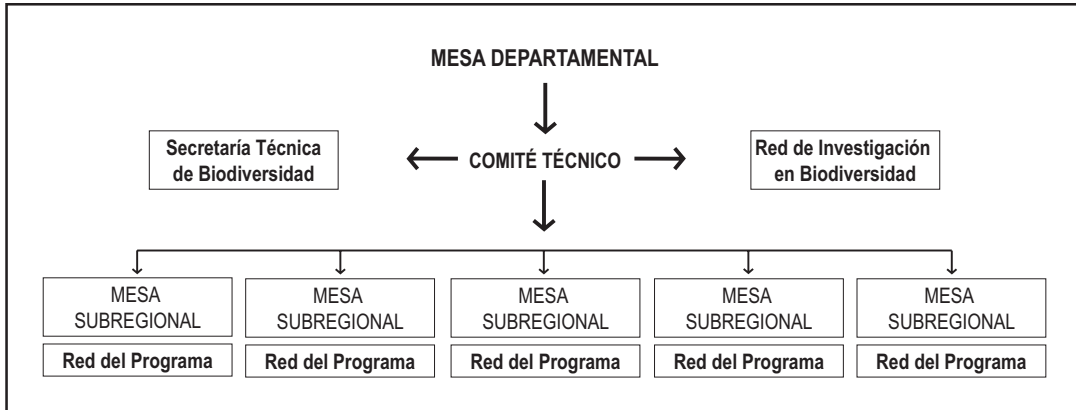 MESA DEPARTAMENTAL
Secretaría Técnica
de Biodiversidad
COMITÉ TÉCNICO
Red de Investigación
en Biodiversidad
MESA
SUBREGIONAL
Red del Programa
MESA
SUBREGIONAL
Red del Programa
MESA
SUBREGIONAL
Red del Programa
MESA
SUBREGIONAL
Red del Programa
MESA
SUBREGIONAL
Red del Programa